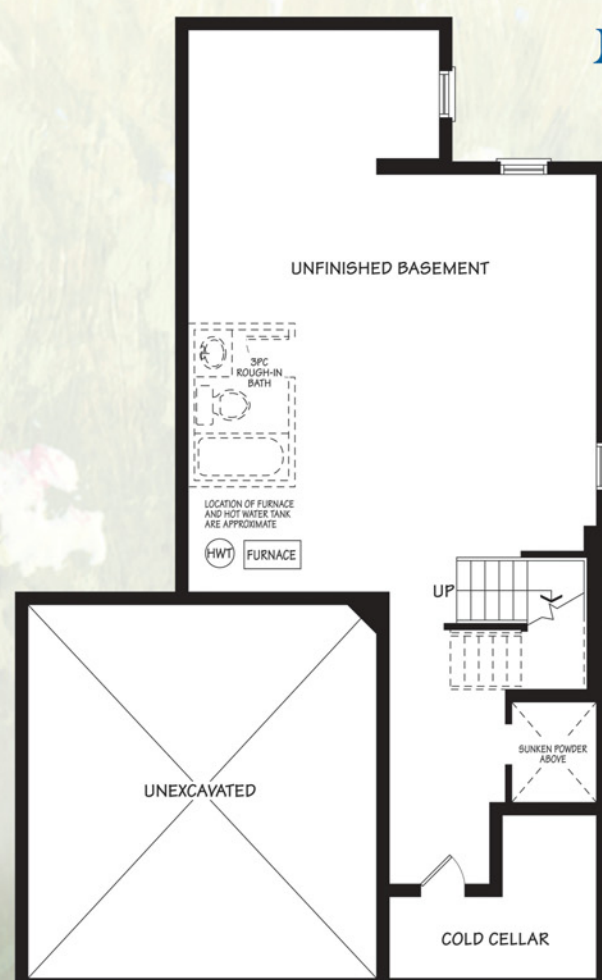 UNFINISHED BASEMENT
3PC
ROUGH-IN
BATH
LOCATION OF FURNACE
AND HOT WATER TANK
ARE APPROXIMATE
HWT
FURNACE
UP
SUNKEN POWDER
ABOVE
UNEXCAVATED
COLD CELLAR